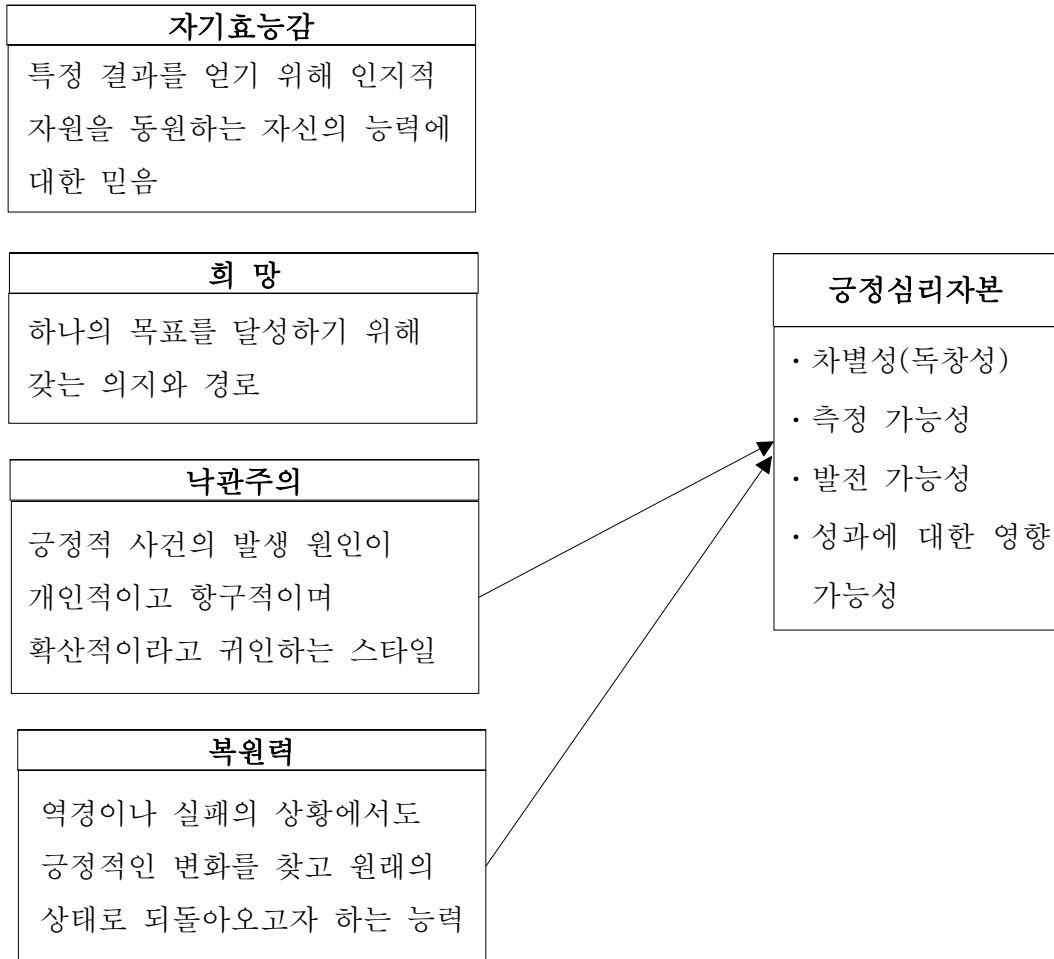 자기효능감
특정 결과를 얻기 위해 인지적
자원을 동원하는 자신의 능력에
대한 믿음
희 망
하나의 목표를 달성하기 위해
갖는 의지와 경로
낙관주의
긍정적 사건의 발생 원인이
개인적이고 항구적이며
확산적이라고 귀인하는 스타일
복원력
역경이나 실패의 상황에서도
긍정적인 변화를 찾고 원래의
상태로 되돌아오고자 하는 능력
긍정심리자본
· 차별성(독창성)
· 측정 가능성
· 발전 가능성
· 성과에 대한 영향
가능성